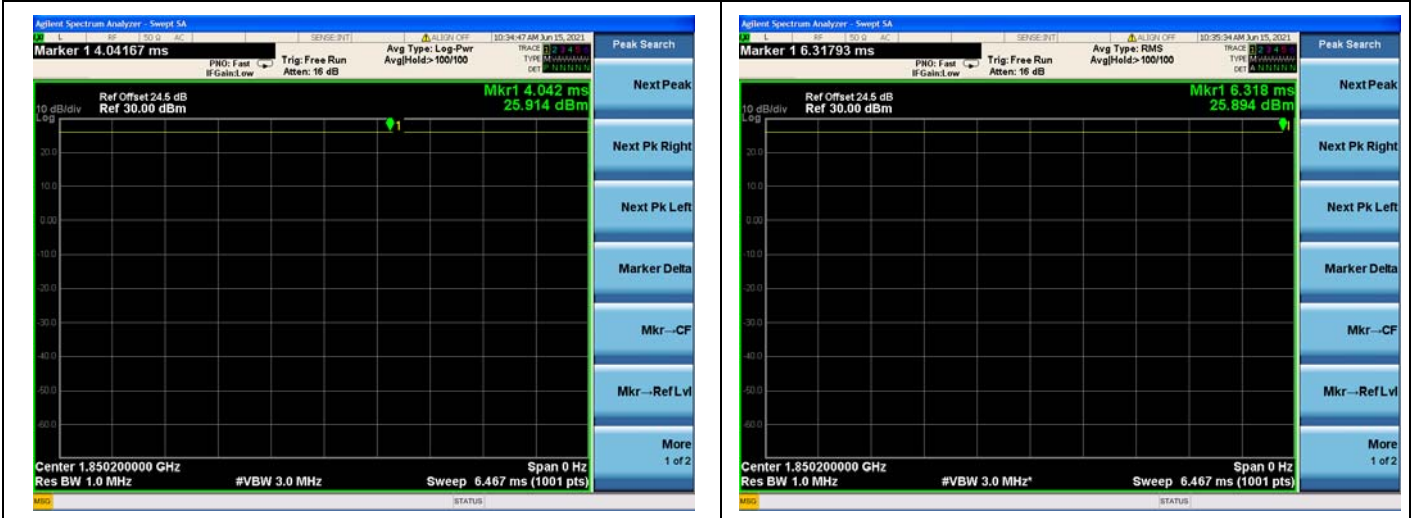 Agilent Spectrum Analyzer - Swept SA
L RF 50 Ω AC SENSE:INT ALIGN OFF 10:34:47 AM Jun 15, 2021
Marker 1 4.04167 ms
PNO: Fast
IFGain:Low
Trig: Free Run
Atten: 16 dB
Avg Type: Log-Pwr
Avg|Hold:> 100/100
TRACE 1 2 3 4 5 6
TYPE
DET P N N N N N
Peak Search
Mkr1 4.042 ms
25.914 dBm
Ref Offset 24.5 dB
10 dB/div Ref 30.00 dBm
Log
1
20.0
10.0
0.00
-10.0
-20.0
-30.0
-40.0
-50.0
-60.0
Center 1.850200000 GHz Span 0 Hz
Res BW 1.0 MHz #VBW 3.0 MHz Sweep 6.467 ms (1001 pts)
MSG STATUS
Next Peak
Next Pk Right
Next Pk Left
Marker Delta
Mkr→CF
Mkr→Ref Lvl
More
1 of 2
Agilent Spectrum Analyzer - Swept SA
L RF 50 Ω AC SENSE:INT ALIGN OFF 10:35:34 AM Jun 15, 2021
Marker 1 6.31793 ms
PNO: Fast
IFGain:Low
Trig: Free Run
Atten: 16 dB
Avg Type: RMS
Avg|Hold:> 100/100
TRACE 1 2 3 4 5 6
TYPE
DET A N N N N N
Peak Search
Mkr1 6.318 ms
25.894 dBm
Ref Offset 24.5 dB
10 dB/div Ref 30.00 dBm
Log
20.0
10.0
0.00
-10.0
-20.0
-30.0
-40.0
-50.0
-60.0
Center 1.850200000 GHz Span 0 Hz
Res BW 1.0 MHz #VBW 3.0 MHz* Sweep 6.467 ms (1001 pts)
MSG STATUS
Next Peak
Next Pk Right
Next Pk Left
Marker Delta
Mkr→CF
Mkr→Ref Lvl
More
1 of 2